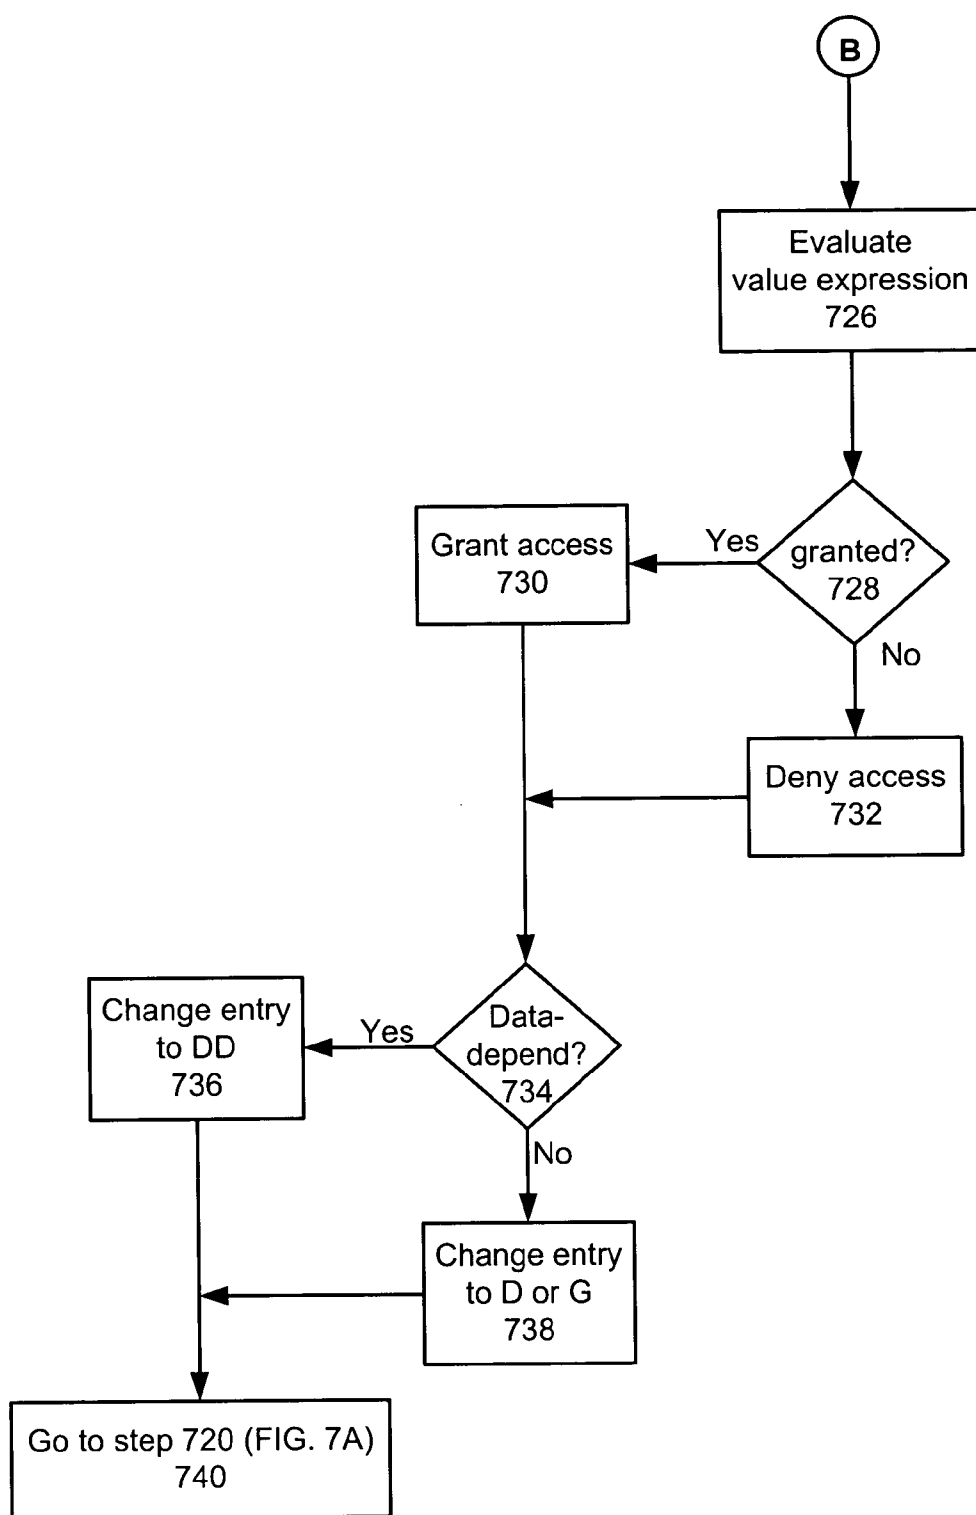 B
Evaluate
value expression
726
granted?
728
Yes
Grant access
730
No
Deny access
732
Data-
depend?
734
Yes
Change entry
to DD
736
No
Change entry
to D or G
738
Go to step 720 (FIG. 7A)
740